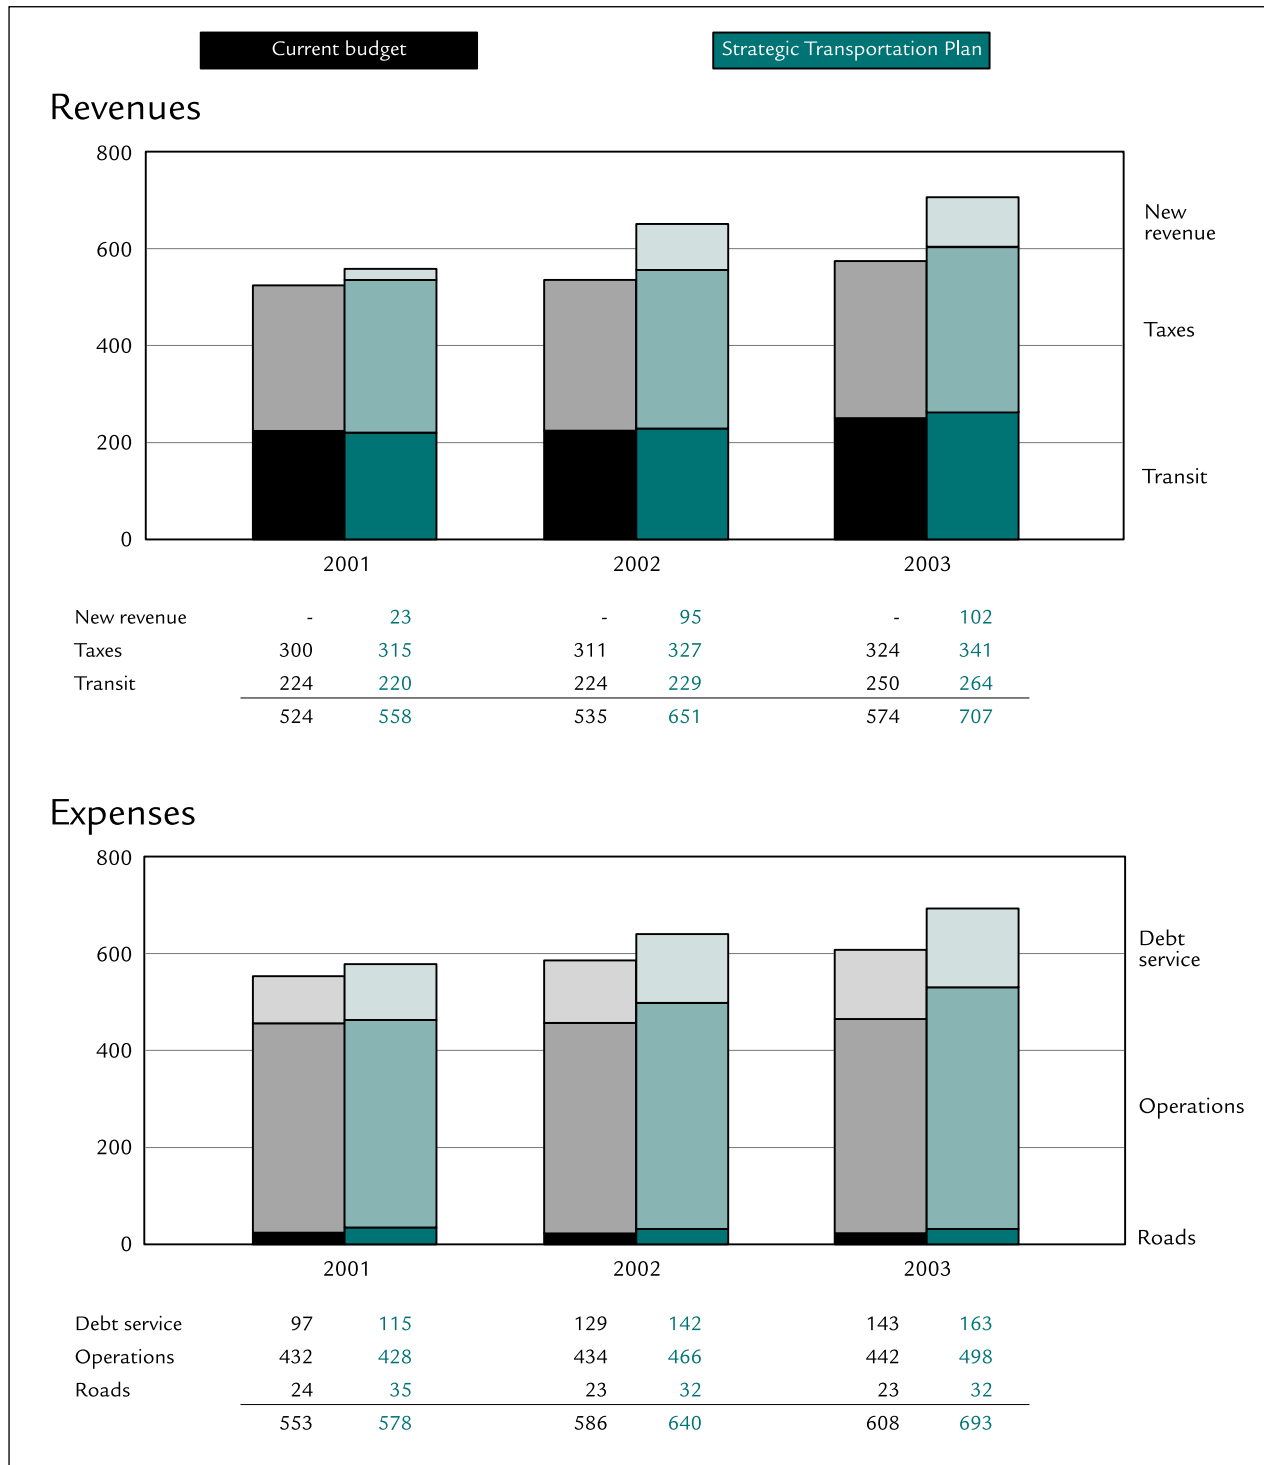 Current budget
Strategic Transportation Plan
Revenues
800
600
400
200
0
New
revenue
Taxes
Transit
2001 2002 2003
New revenue - 23 - 95 - 102
Taxes 300 315 311 327 324 341
Transit 224 220 224 229 250 264
524 558 535 651 574 707
Expenses
800
600
400
200
0
Debt
service
Operations
Roads
2001 2002 2003
Debt service 97 115 129 142 143 163
Operations 432 428 434 466 442 498
Roads 24 35 23 32 23 32
553 578 586 640 608 693